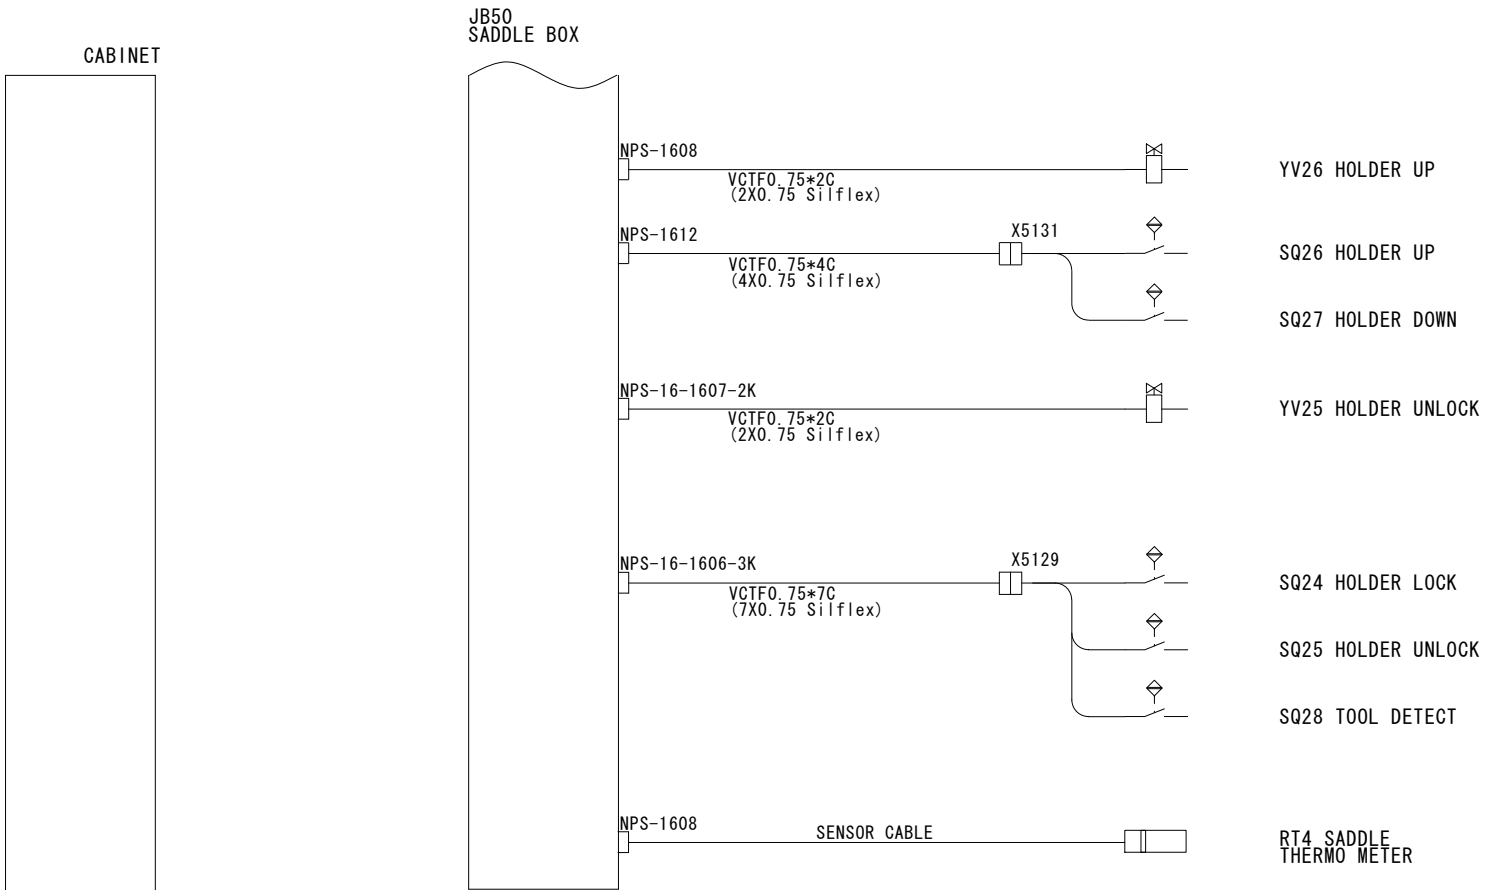 JB50
SADDLE BOX
CABINET
NPS-1608
VCTF0.75*2C
(2X0.75 Silflex)
YV26 HOLDER UP
NPS-1612
VCTF0.75*4C
(4X0.75 Silflex)
X5131
SQ26 HOLDER UP
SQ27 HOLDER DOWN
NPS-16-1607-2K
VCTF0.75*2C
(2X0.75 Silflex)
YV25 HOLDER UNLOCK
NPS-16-1606-3K
VCTF0.75*7C
(7X0.75 Silflex)
X5129
SQ24 HOLDER LOCK
SQ25 HOLDER UNLOCK
SQ28 TOOL DETECT
NPS-1608
SENSOR CABLE
RT4 SADDLE
THERMO METER